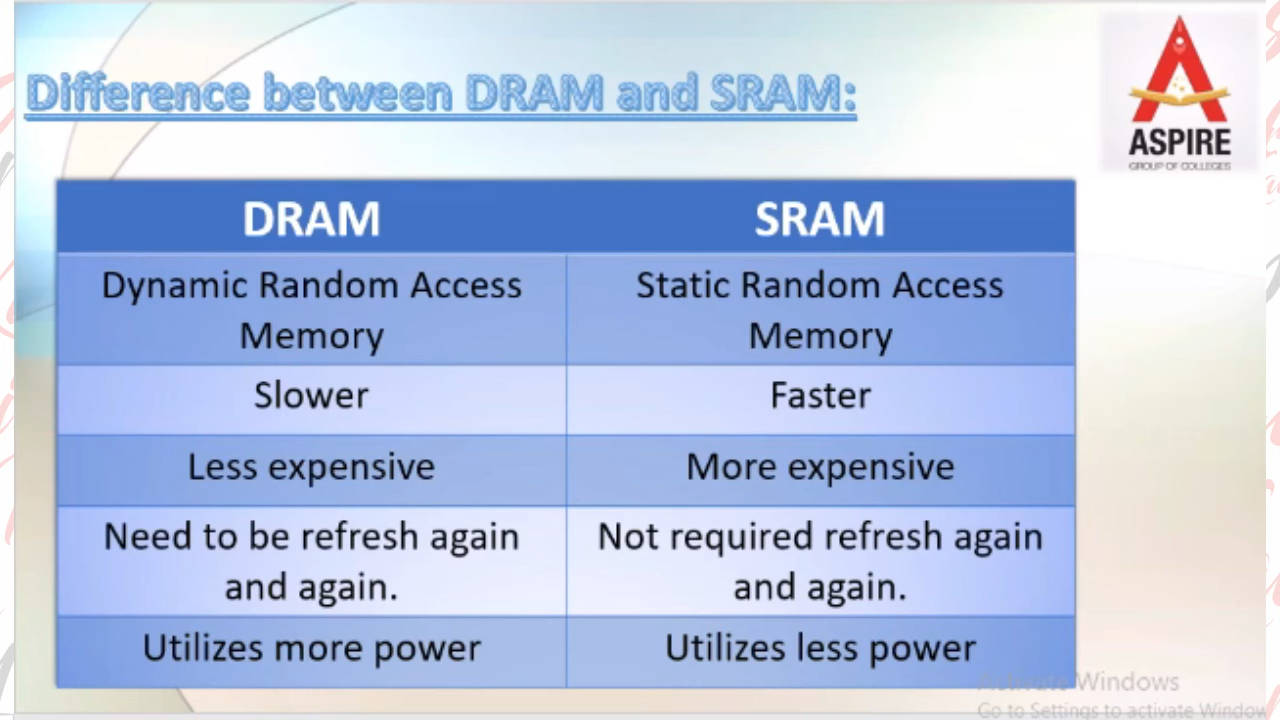 Difference between DRAM and SRAM:
ASPIRE
GROUP OF COLLEGES
DRAM
SRAM
Dynamic Random Access
Memory
Static Random Access
Memory
Slower
Faster
Less expensive
More expensive
Need to be refresh again
and again.
Not required refresh again
and again.
Utilizes more power
Utilizes less power
Activate Windows
Go to Settings to activate Window